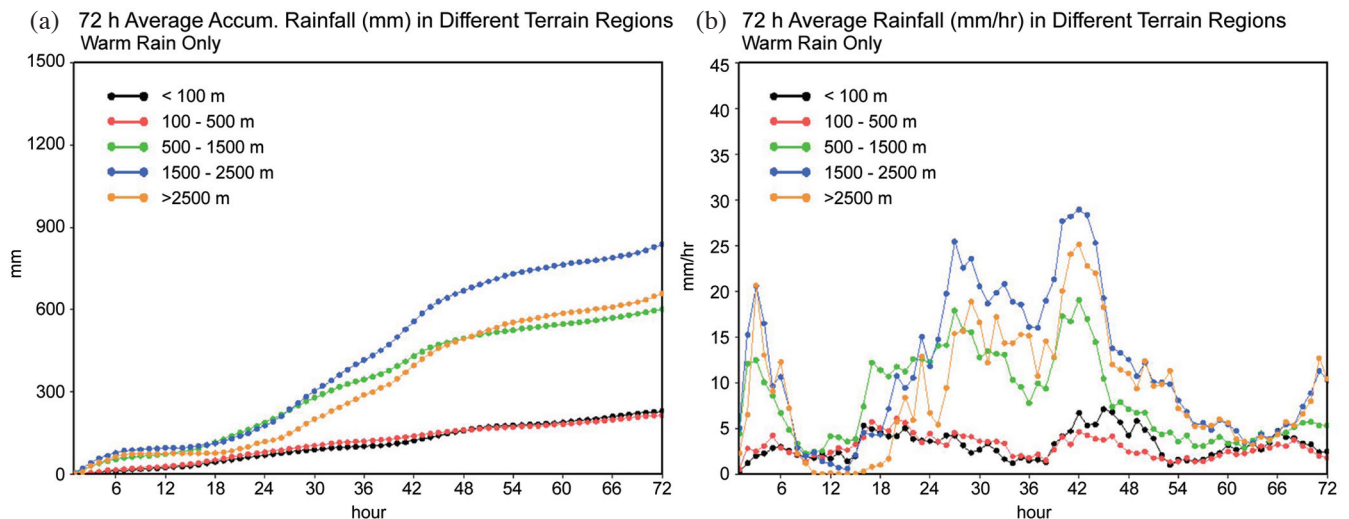 (a) 72 h Average Accum. Rainfall (mm) in Different Terrain Regions
Warm Rain Only
1500
1200
900
600
300
0
mm
< 100 m
100 - 500 m
500 - 1500 m
1500 - 2500 m
>2500 m
6 12 18 24 30 36 42 48 54 60 66 72
hour
(b) 72 h Average Rainfall (mm/hr) in Different Terrain Regions
Warm Rain Only
45
40
35
30
25
20
15
10
5
0
mm/hr
< 100 m
100 - 500 m
500 - 1500 m
1500 - 2500 m
>2500 m
6 12 18 24 30 36 42 48 54 60 66 72
hour